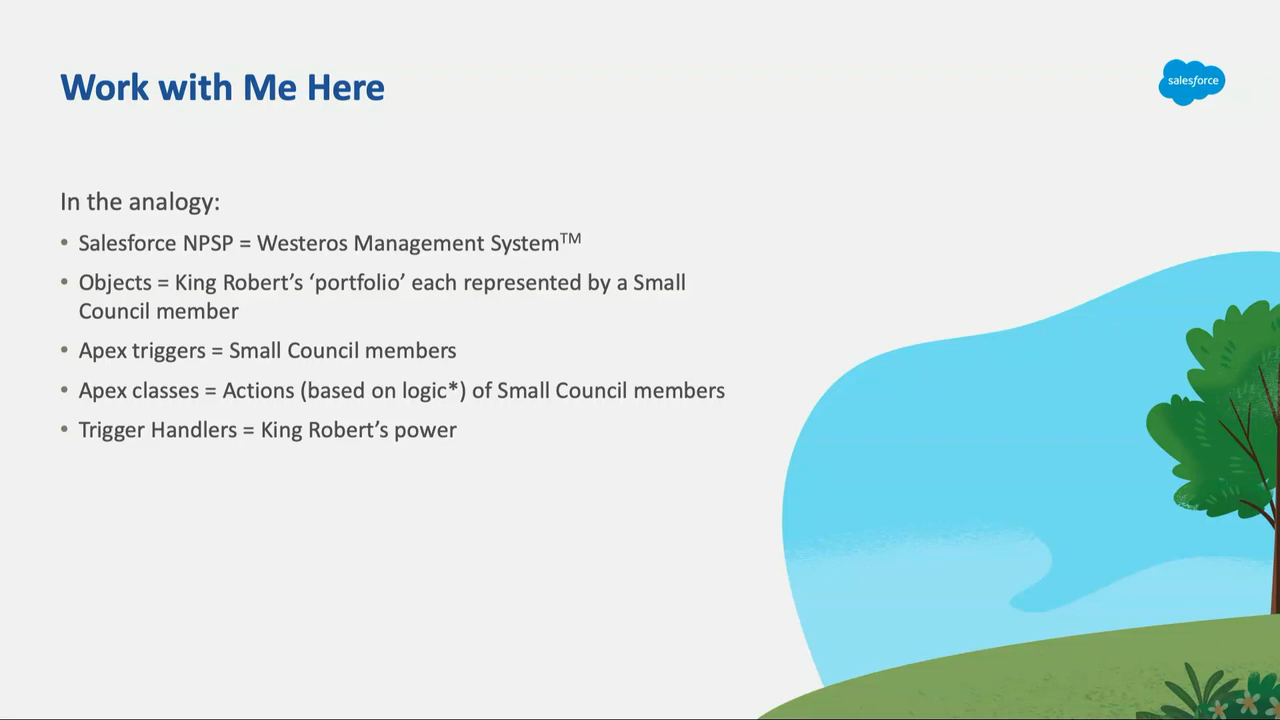 Work with Me Here
salesforce
In the analogy:
• Salesforce NPSP = Westeros Management System™
• Objects = King Robert’s ‘portfolio’ each represented by a Small
Council member
• Apex triggers = Small Council members
• Apex classes = Actions (based on logic*) of Small Council members
• Trigger Handlers = King Robert’s power